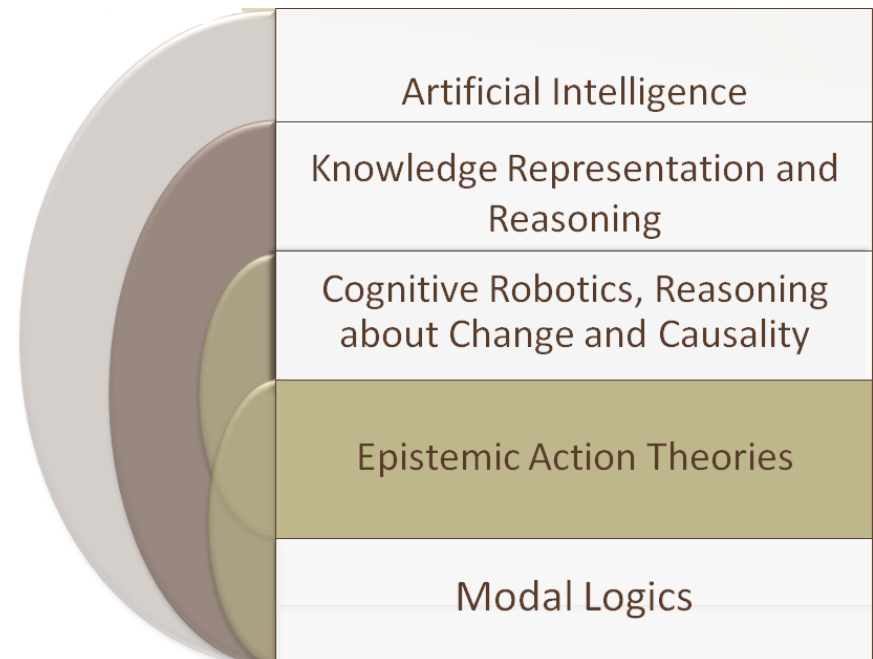 Artificial Intelligence
Knowledge Representation and
Reasoning
Cognitive Robotics, Reasoning
about Change and Causality
Epistemic Action Theories
Modal Logics